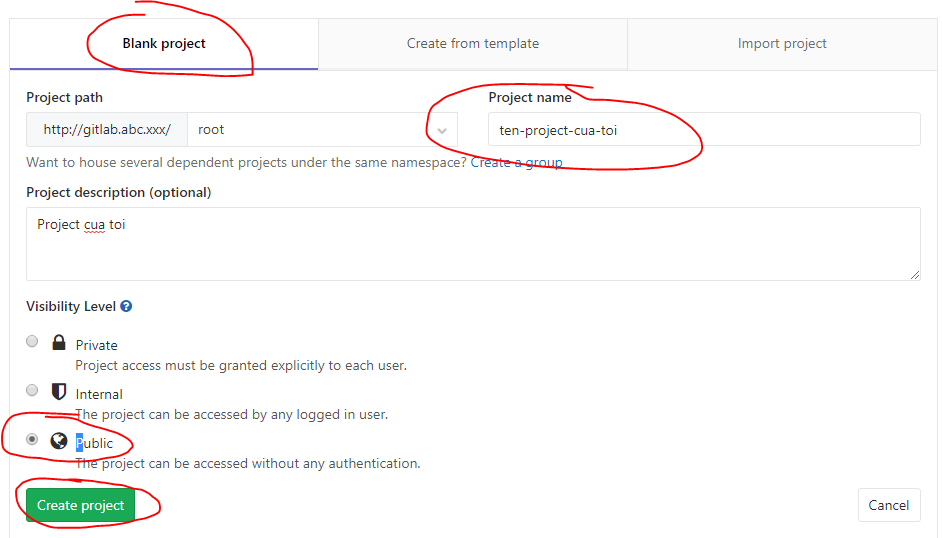 Blank project
Create from template
Import project
Project path
Project name
http://gitlab.abc.xxx/
root
ten-project-cua-toi
Want to house several dependent projects under the same namespace? Create a group
Project description (optional)
Project cua toi
Visibility Level ?
Private
Project access must be granted explicitly to each user.
Internal
The project can be accessed by any logged in user.
Public
The project can be accessed without any authentication.
Create project
Cancel